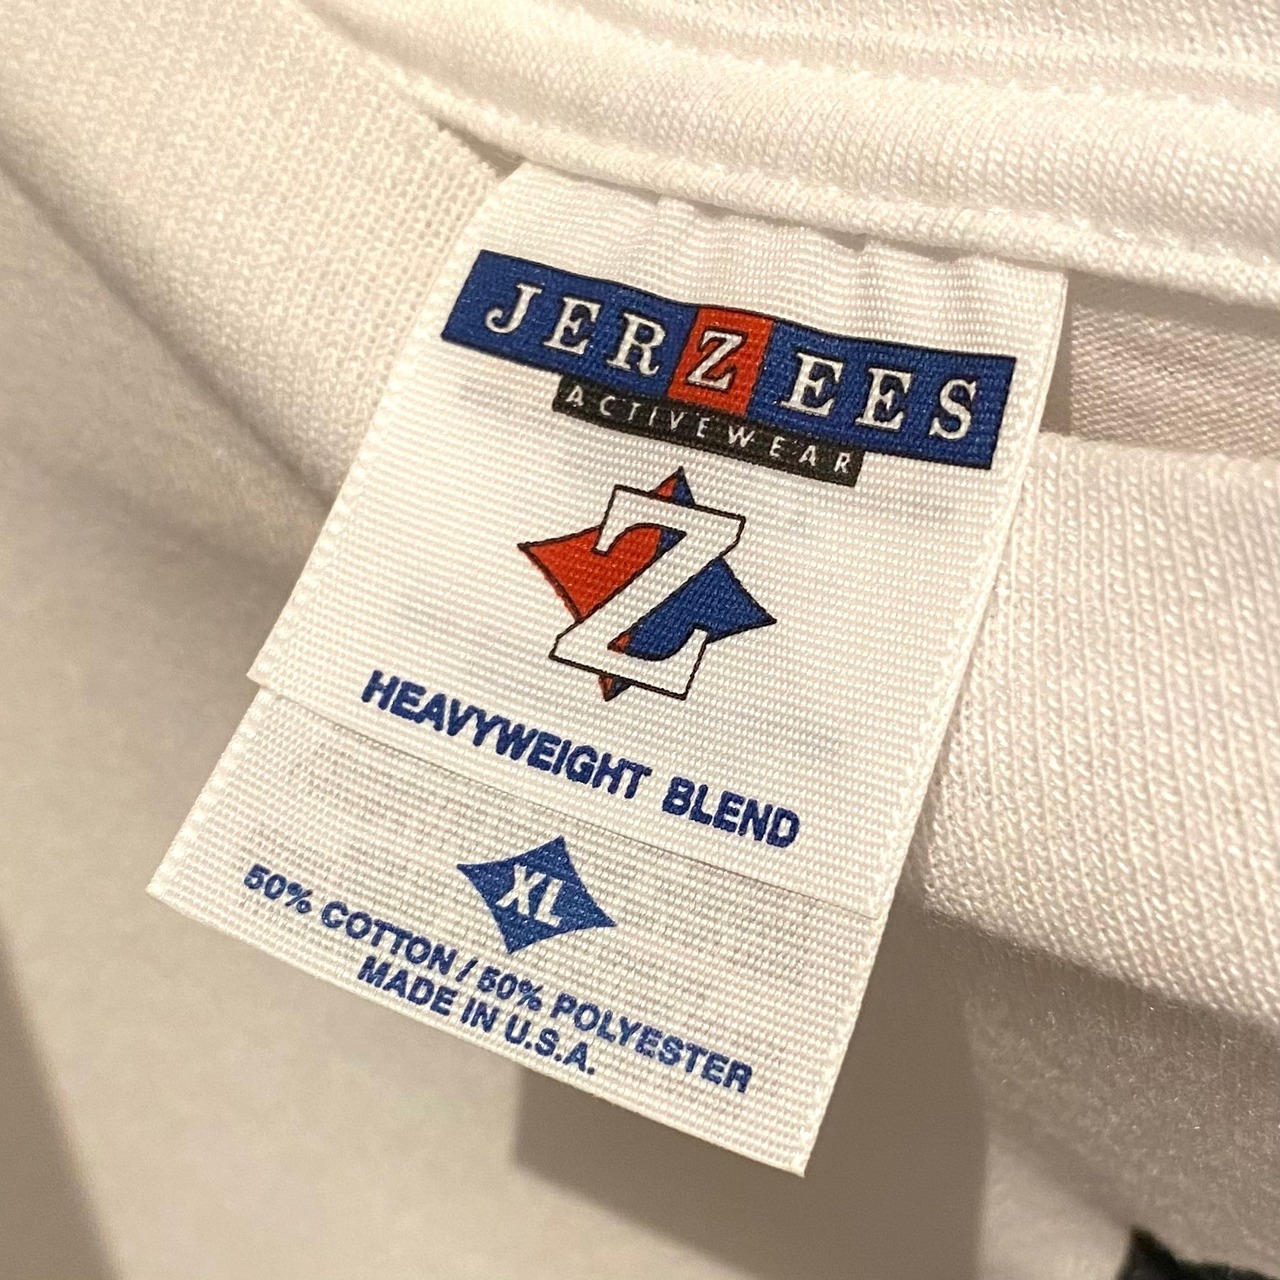 JERZEES
ACTIVEWEAR
Z
HEAVYWEIGHT BLEND
XL
50% COTTON / 50% POLYESTER
MADE IN U.S.A.